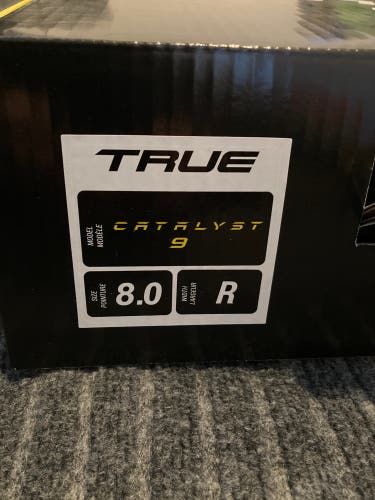 TRUE
MODEL
MODÈLE
CATALYST
9
SIZE
POINTURE
8.0
WIDTH
LARGEUR
R